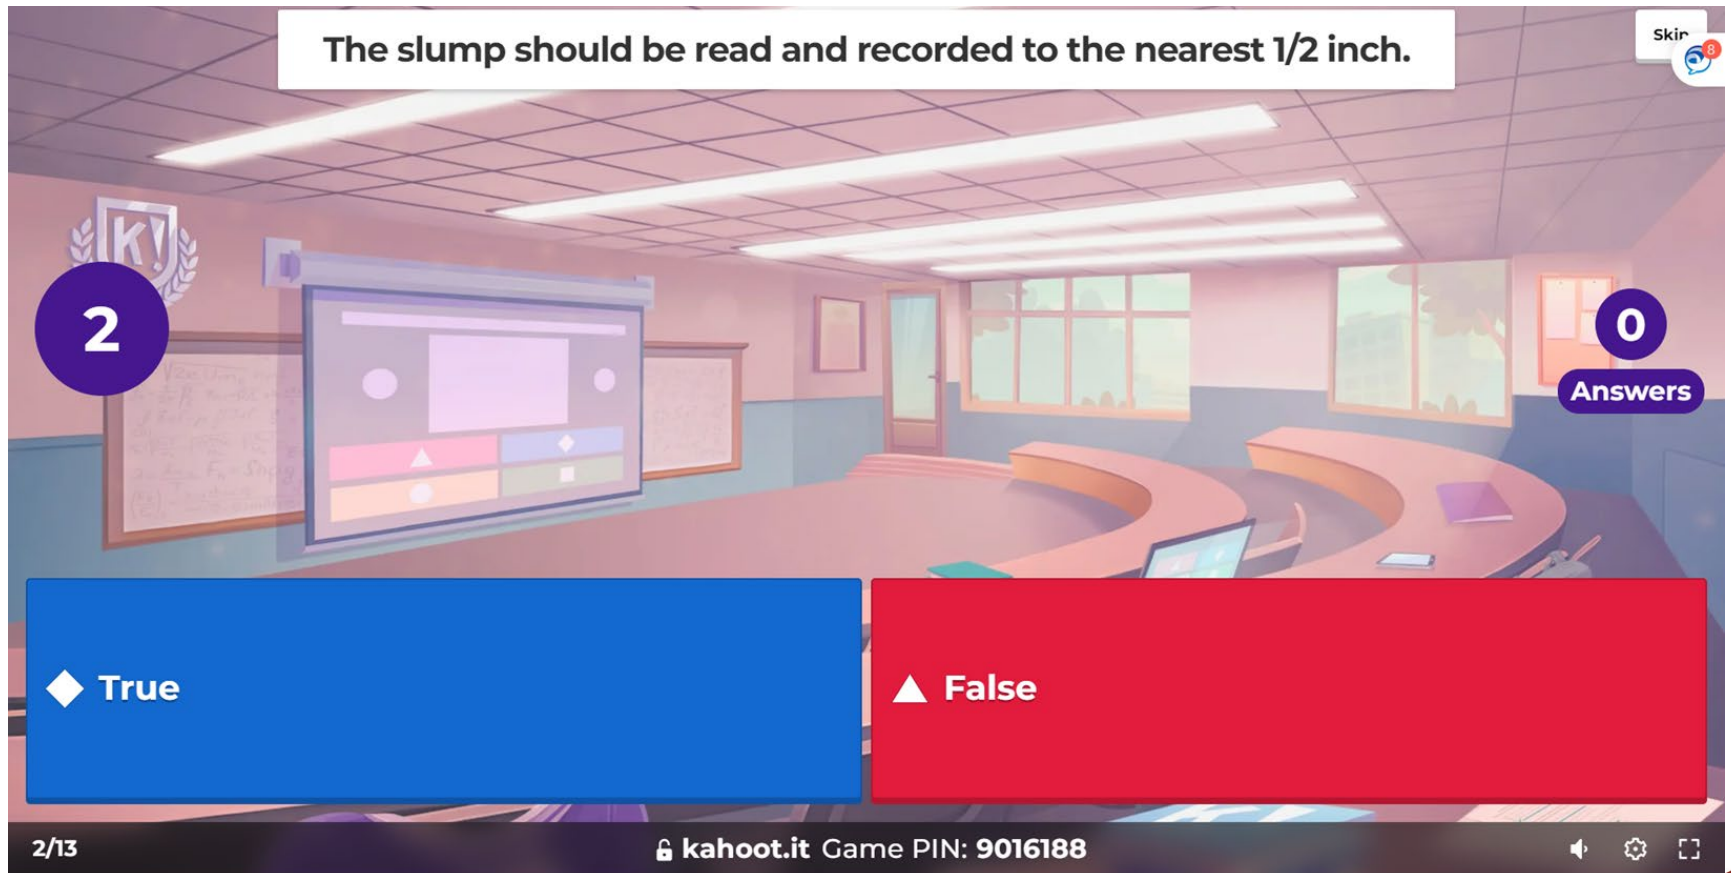 The slump should be read and recorded to the nearest 1/2 inch.
Skip
8
K!
2
0
Answers
True
False
2/13
kahoot.it Game PIN: 9016188